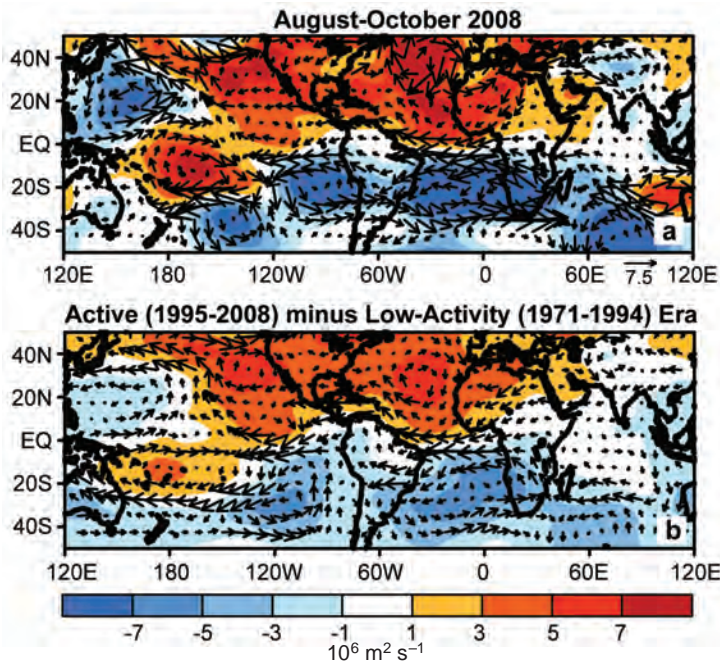 August-October 2008
40N
20N
EQ
20S
40S
a
120E 180 120W 60W 0 60E 120E
7.5
Active (1995-2008) minus Low-Activity (1971-1994) Era
40N
20N
EQ
20S
40S
b
120E 180 120W 60W 0 60E 120E
-7 -5 -3 -1 1 3 5 7
10⁶ m² s⁻¹